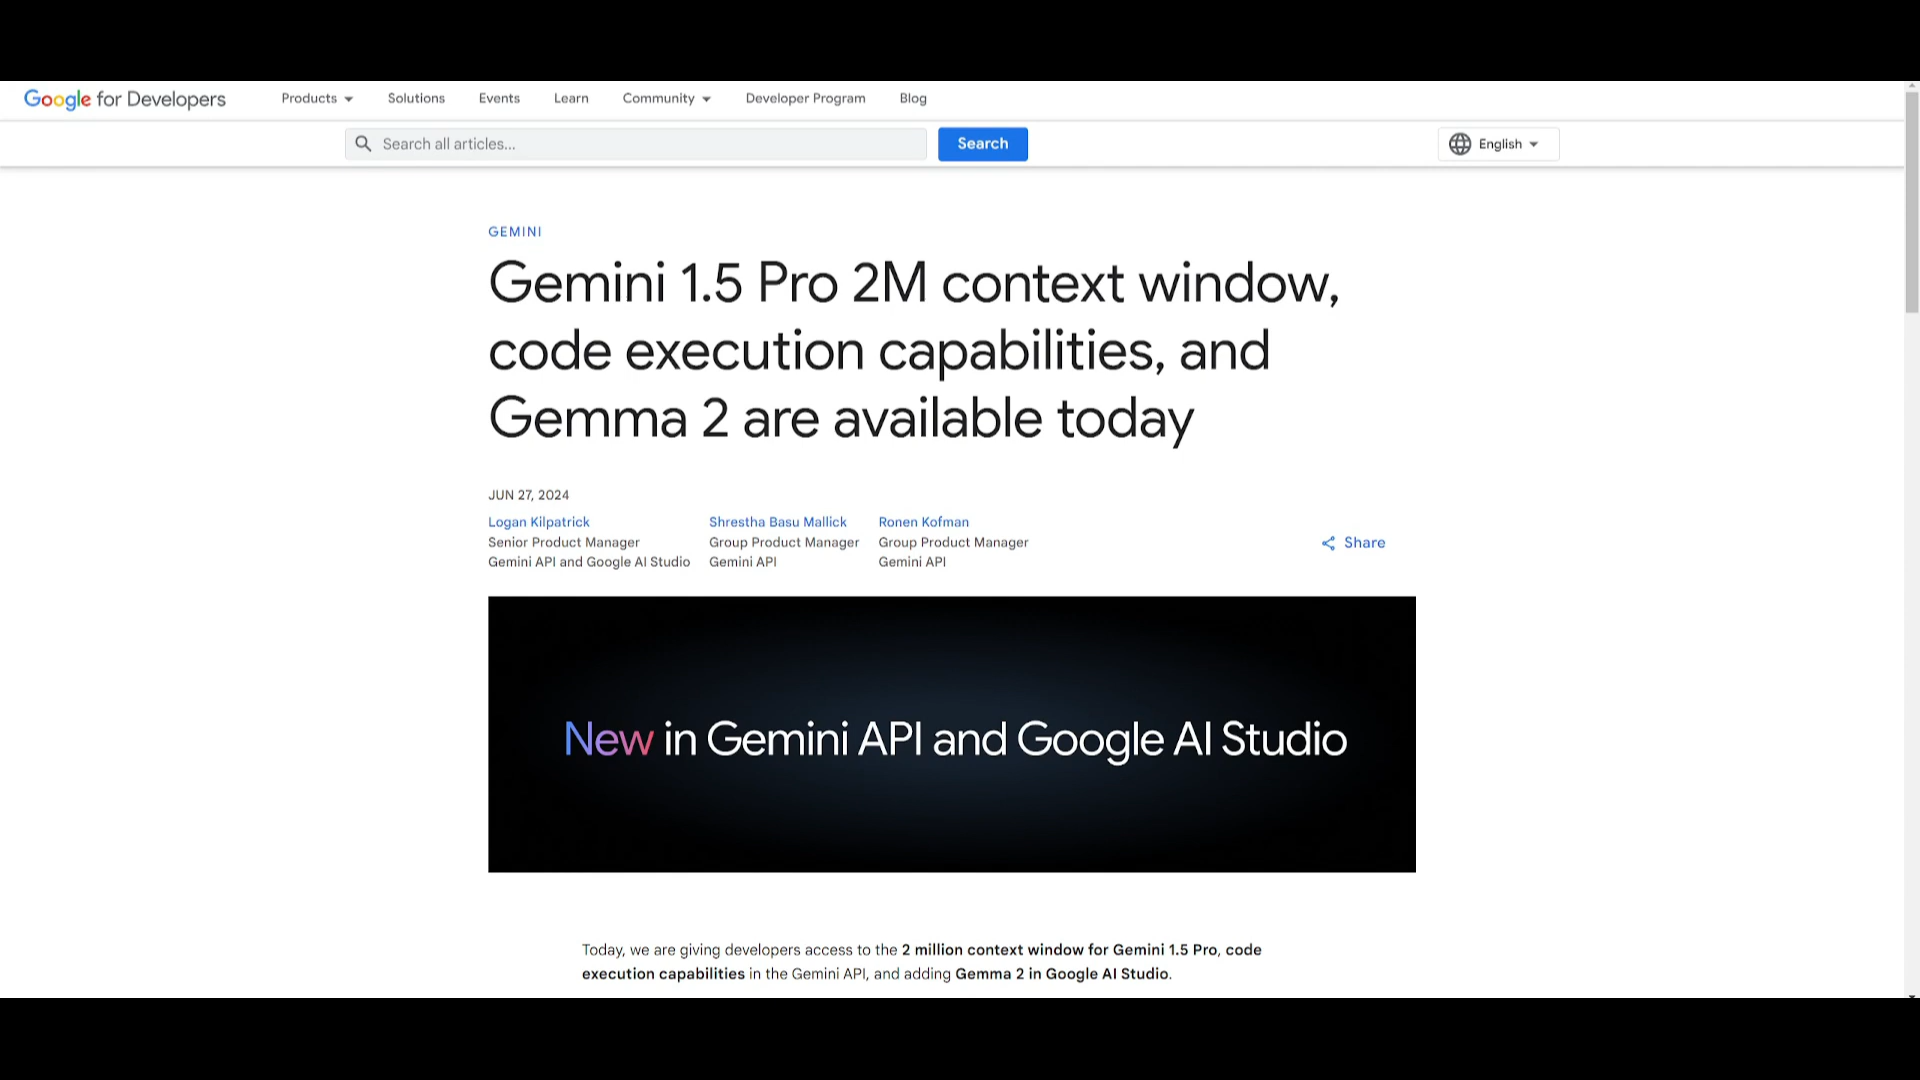 Google for Developers Products Solutions Events Learn Community Developer Program Blog
Search all articles... Search English
GEMINI
Gemini 1.5 Pro 2M context window,
code execution capabilities, and
Gemma 2 are available today
JUN 27, 2024
Logan Kilpatrick Shrestha Basu Mallick Ronen Kofman
Senior Product Manager Group Product Manager Group Product Manager
Share
Gemini API and Google AI Studio Gemini API Gemini API
New in Gemini API and Google AI Studio
Today, we are giving developers access to the 2 million context window for Gemini 1.5 Pro, code
execution capabilities in the Gemini API, and adding Gemma 2 in Google AI Studio.